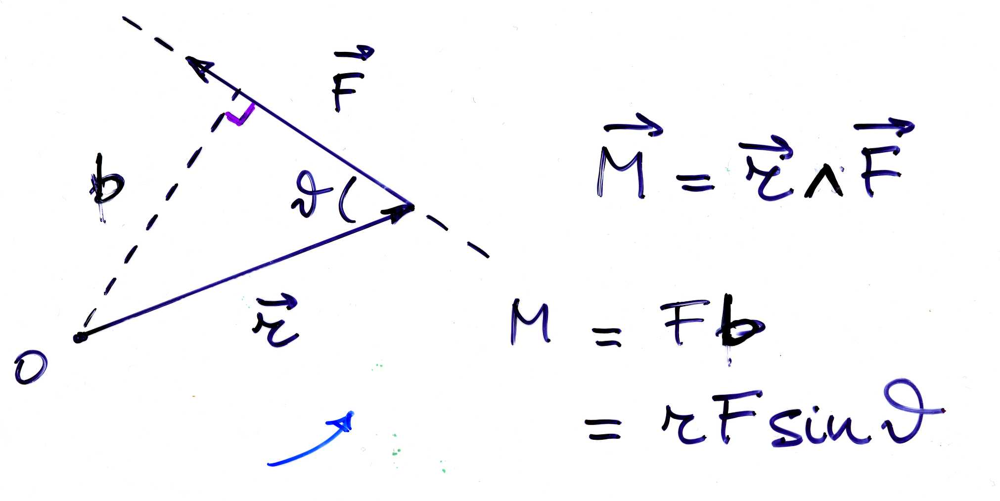 F⃗
b
ϑ
r⃗
O
M⃗ = r⃗ ∧ F⃗
M = Fb
= rF sin ϑ